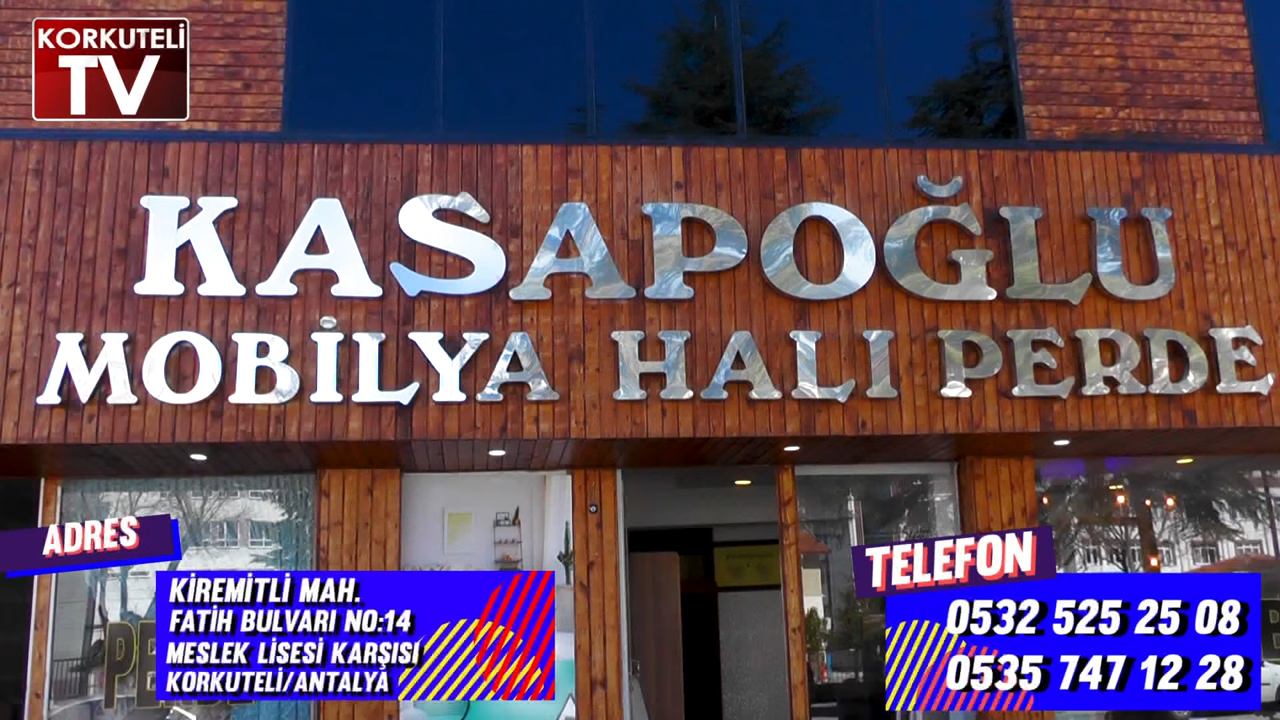 KORKUTELİ
TV
KASAPOĞLU
MOBİLYA HALI PERDE
ADRES
KİREMİTLİ MAH.
FATİH BULVARI NO:14
MESLEK LİSESİ KARŞISI
KORKUTELİ/ANTALYA
TELEFON
0532 525 25 08
0535 747 12 28